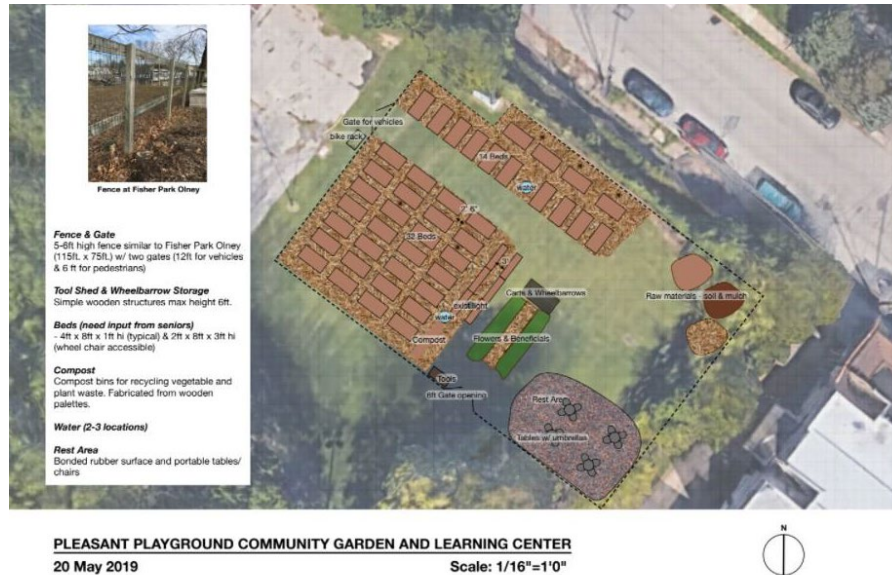 Fence at Fisher Park Olney
Fence & Gate
5-6ft high fence similar to Fisher Park Olney
(115ft. x 75ft.) w/ two gates (12ft for vehicles
& 6 ft for pedestrians)
Tool Shed & Wheelbarrow Storage
Simple wooden structures max height 6ft.
Beds (need input from seniors)
- 4ft x 8ft x 1ft hi (typical) & 2ft x 8ft x 3ft hi
(wheel chair accessible)
Compost
Compost bins for recycling vegetable and
plant waste. Fabricated from wooden
palettes.
Water (2-3 locations)
Rest Area
Bonded rubber surface and portable tables/
chairs
Gate for vehicles
bike rack
14 Beds
water
2' 6"
32 Beds
3'
Carts & Wheelbarrows
Raw materials - soil & mulch
exist light
water
Compost
Flowers & Beneficials
Tools
6ft Gate opening
Rest Area
Tables w/ umbrellas
PLEASANT PLAYGROUND COMMUNITY GARDEN AND LEARNING CENTER
20 May 2019
Scale: 1/16"=1'0"
N